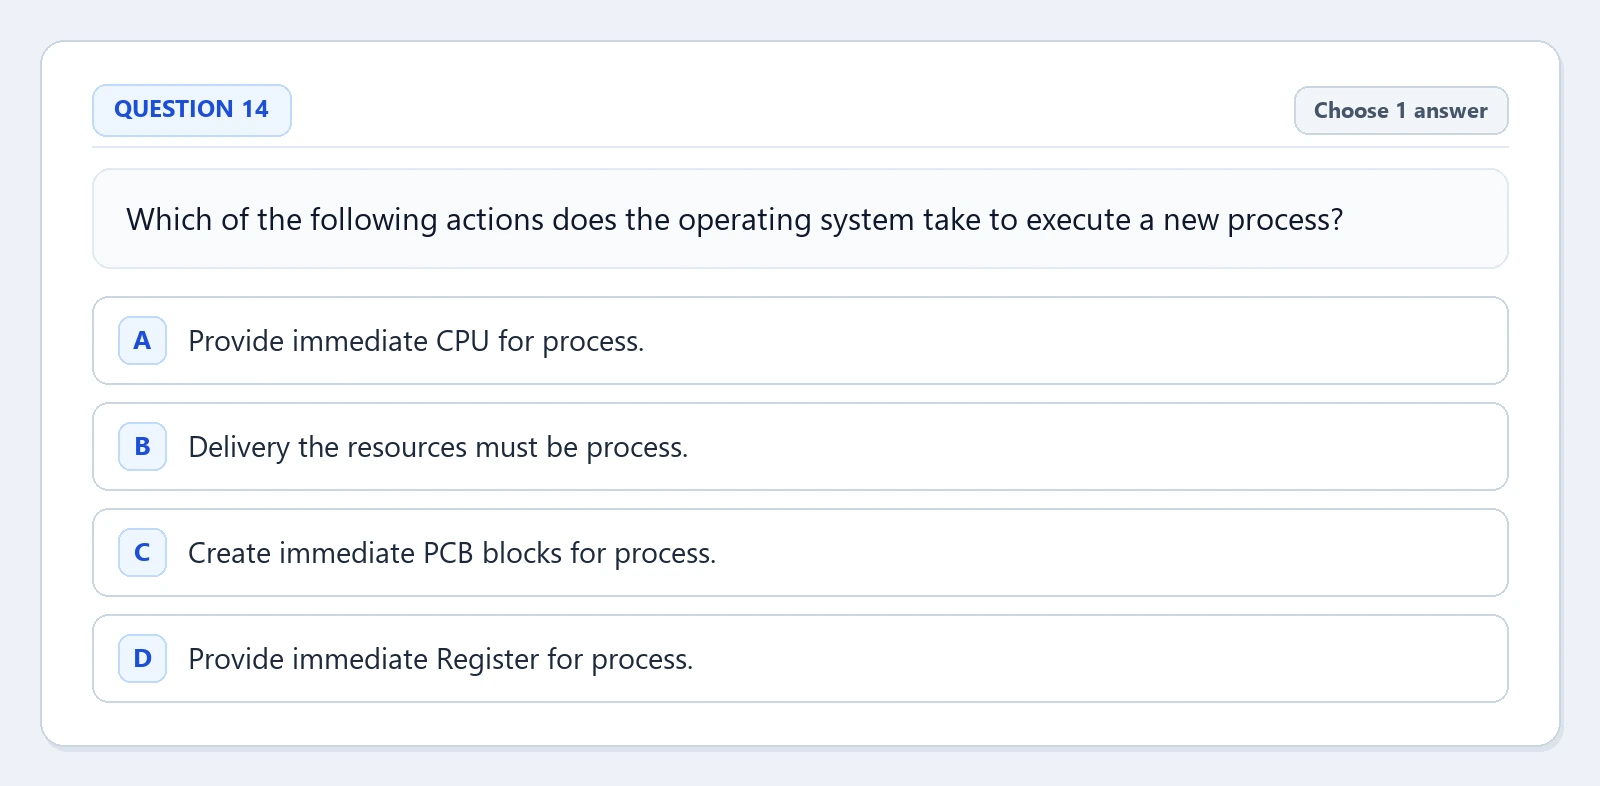 QUESTION 14
Choose 1 answer
Which of the following actions does the operating system take to execute a new process?
A Provide immediate CPU for process.
B Delivery the resources must be process.
C Create immediate PCB blocks for process.
D Provide immediate Register for process.